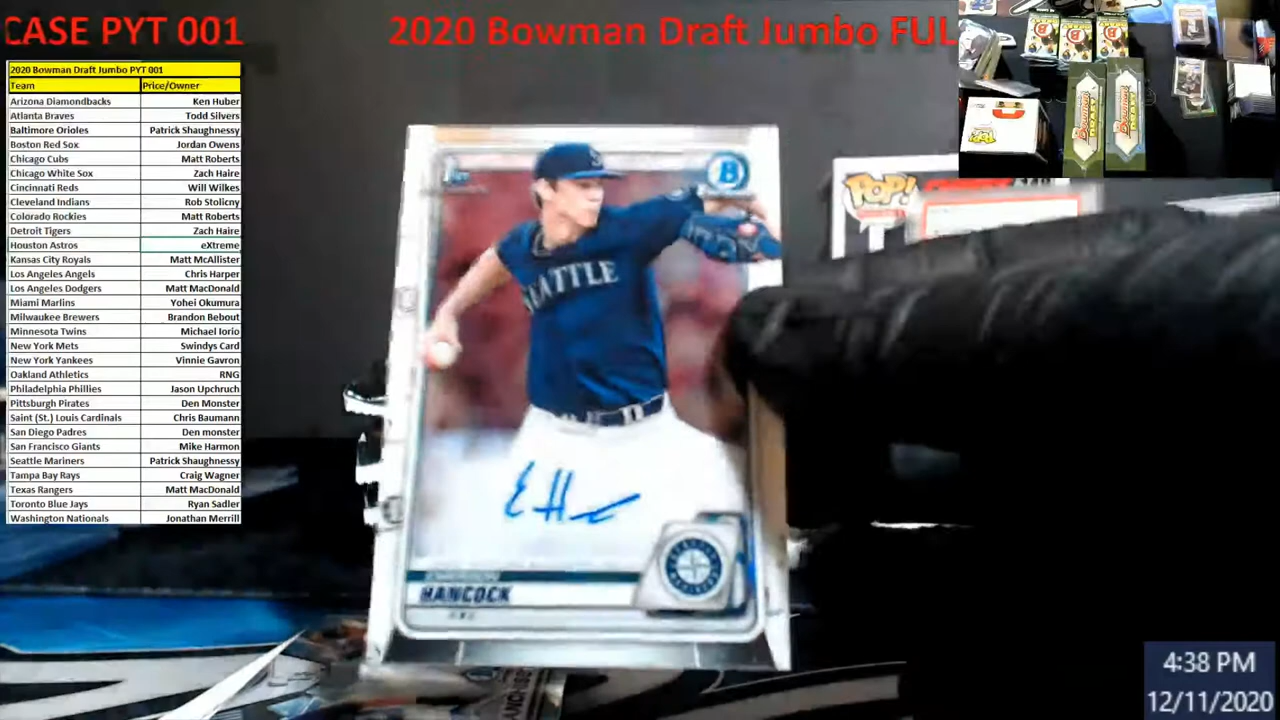 CASE PYT 001
2020 Bowman Draft Jumbo FUL
2020 Bowman Draft Jumbo PYT 001
Team Price/Owner
Arizona Diamondbacks Ken Huber
Atlanta Braves Todd Silvers
Baltimore Orioles Patrick Shaughnessy
Boston Red Sox Jordan Owens
Chicago Cubs Matt Roberts
Chicago White Sox Zach Haire
Cincinnati Reds Will Wilkes
Cleveland Indians Rob Stolicny
Colorado Rockies Matt Roberts
Detroit Tigers Zach Haire
Houston Astros eXtreme
Kansas City Royals Matt McAllister
Los Angeles Angels Chris Harper
Los Angeles Dodgers Matt MacDonald
Miami Marlins Yohei Okumura
Milwaukee Brewers Brandon Bebout
Minnesota Twins Michael Iorio
New York Mets Swindys Card
New York Yankees Vinnie Gavron
Oakland Athletics RNG
Philadelphia Phillies Jason Upchruch
Pittsburgh Pirates Den Monster
Saint (St.) Louis Cardinals Chris Baumann
San Diego Padres Den monster
San Francisco Giants Mike Harmon
Seattle Mariners Patrick Shaughnessy
Tampa Bay Rays Craig Wagner
Texas Rangers Matt MacDonald
Toronto Blue Jays Ryan Sadler
Washington Nationals Jonathan Merrill
1st
B
SEATTLE
EH
EMERSON
HANCOCK
POP!
Bowman
DRAFT
Bowman
DRAFT
4:38 PM
12/11/2020